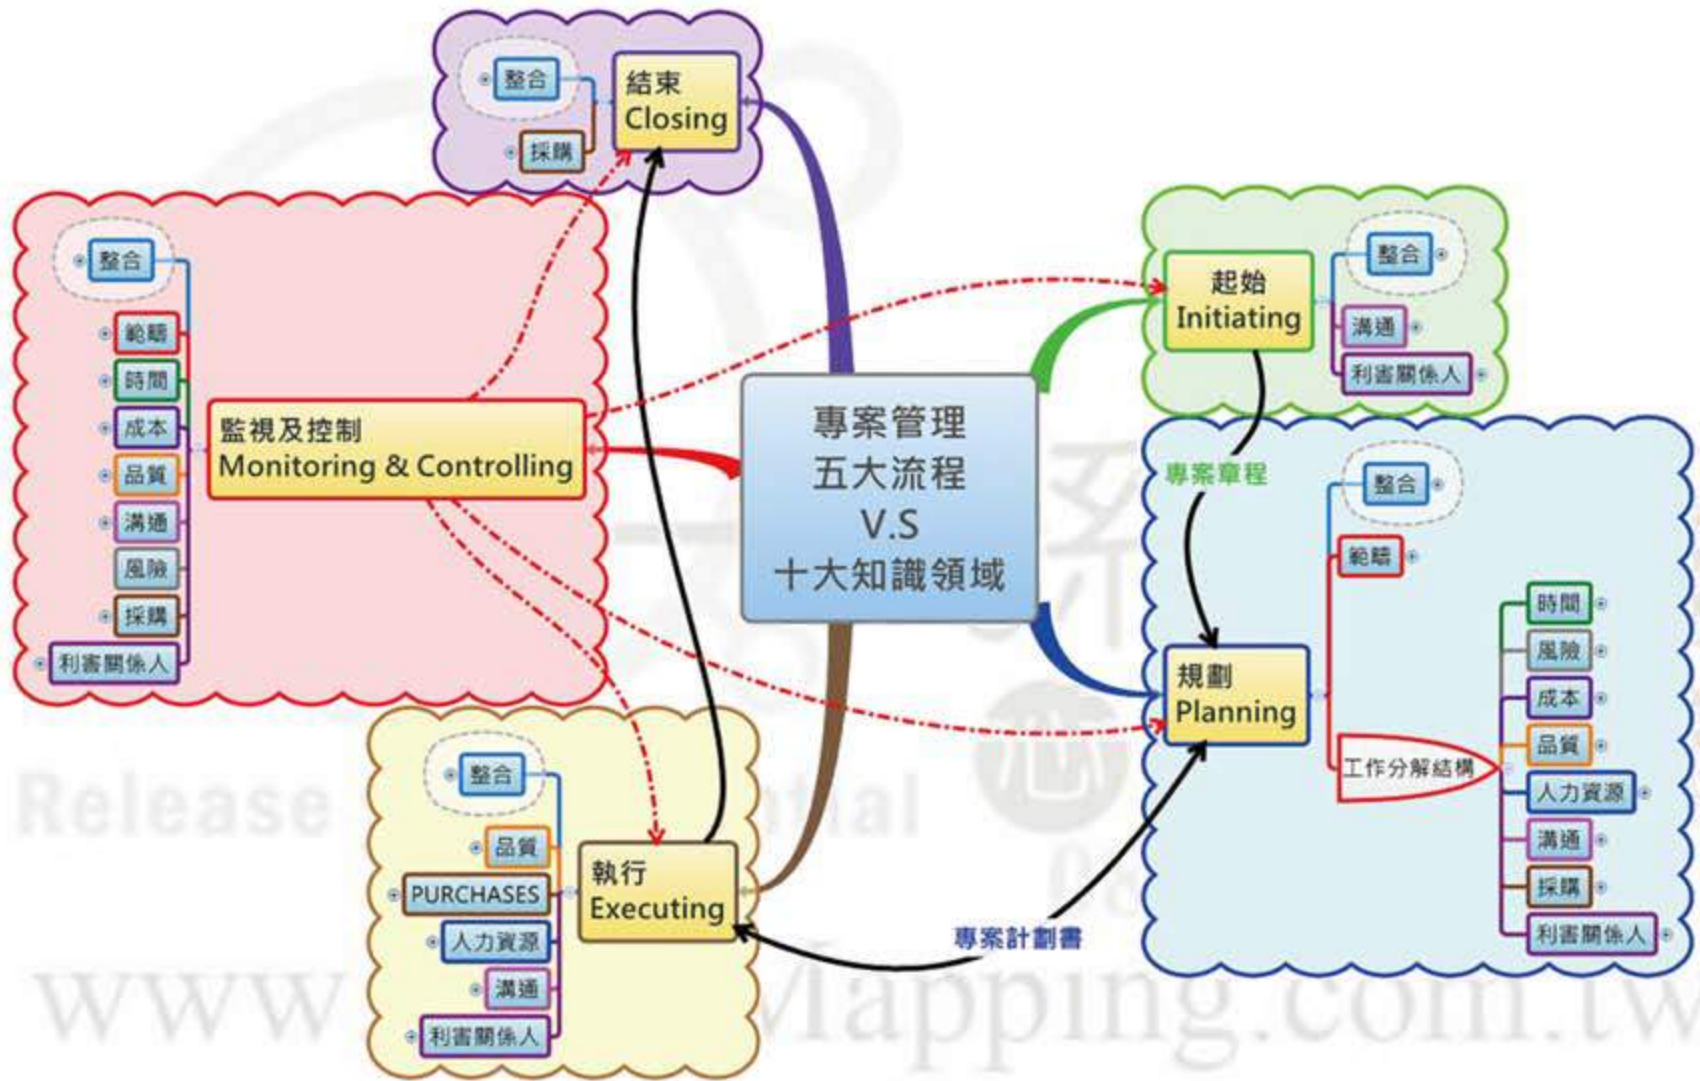 整合
採購
結束
Closing
整合
範疇
時間
成本
品質
溝通
風險
採購
利害關係人
監視及控制
Monitoring & Controlling
專案管理
五大流程
V.S
十大知識領域
起始
Initiating
整合
溝通
利害關係人
專案章程
規劃
Planning
整合
範疇
工作分解結構
時間
風險
成本
品質
人力資源
溝通
採購
利害關係人
專案計劃書
執行
Executing
整合
品質
PURCHASES
人力資源
溝通
利害關係人
Release
www
Mapping.com.tw